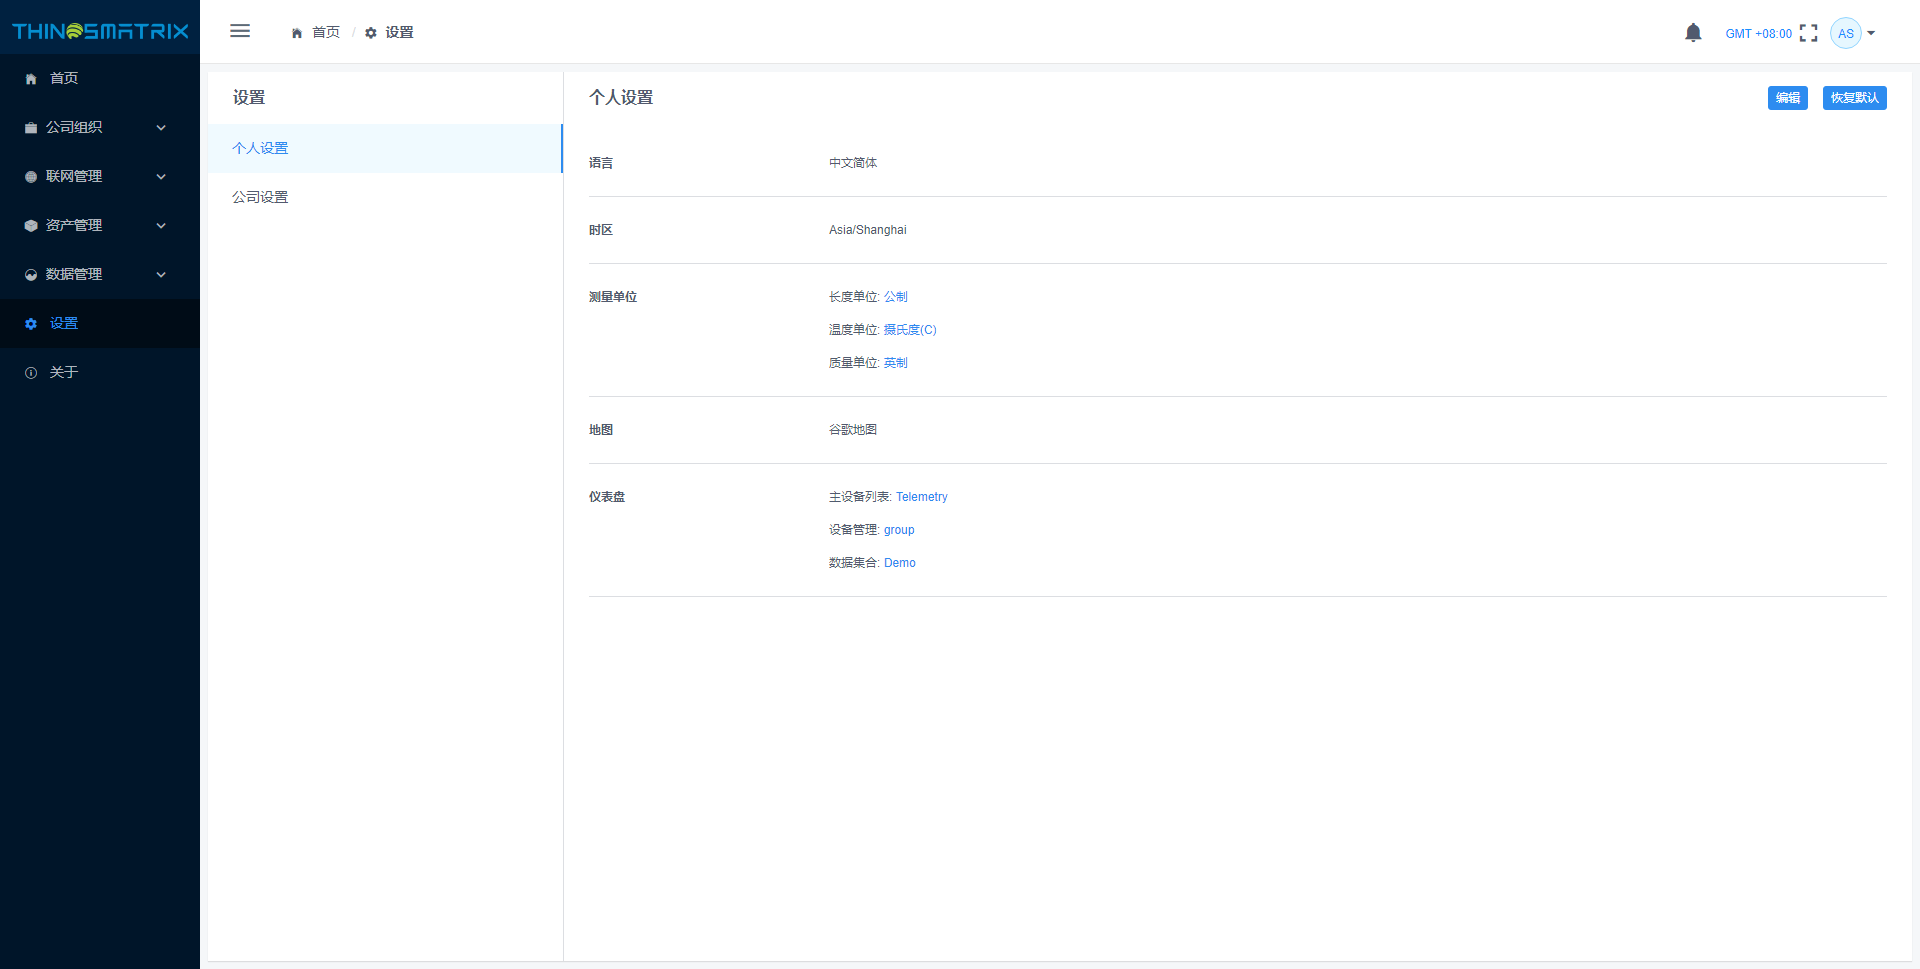 THINGSMATRIX
首页
公司组织
联网管理
资产管理
数据管理
设置
关于
首页 / 设置
GMT +08:00
AS
设置
个人设置
公司设置
个人设置
编辑
恢复默认
语言
中文简体
时区
Asia/Shanghai
测量单位
长度单位: 公制
温度单位: 摄氏度(C)
质量单位: 英制
地图
谷歌地图
仪表盘
主设备列表: Telemetry
设备管理: group
数据集合: Demo